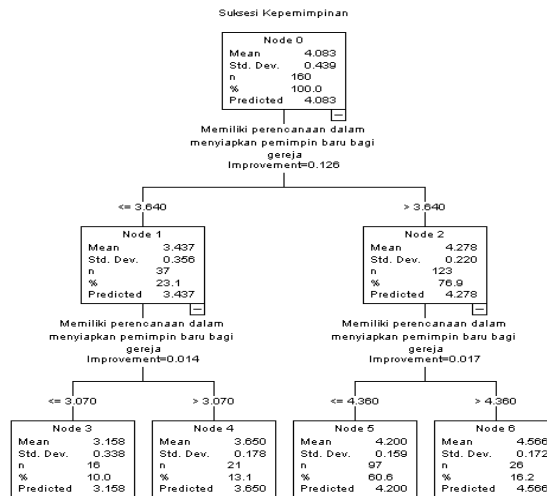 Suksesi Kepemimpinan
Node 0
Mean 4.083
Std. Dev. 0.439
n 160
% 100.0
Predicted 4.083
Memiliki perencanaan dalam
menyiapkan pemimpin baru bagi
gereja
Improvement=0.126
<= 3.640
> 3.640
Node 1
Mean 3.437
Std. Dev. 0.356
n 37
% 23.1
Predicted 3.437
Node 2
Mean 4.278
Std. Dev. 0.220
n 123
% 76.9
Predicted 4.278
Memiliki perencanaan dalam
menyiapkan pemimpin baru bagi
gereja
Improvement=0.014
Memiliki perencanaan dalam
menyiapkan pemimpin baru bagi
gereja
Improvement=0.017
<= 3.070
> 3.070
<= 4.360
> 4.360
Node 3
Mean 3.158
Std. Dev. 0.338
n 16
% 10.0
Predicted 3.158
Node 4
Mean 3.650
Std. Dev. 0.178
n 21
% 13.1
Predicted 3.650
Node 5
Mean 4.200
Std. Dev. 0.159
n 97
% 60.6
Predicted 4.200
Node 6
Mean 4.566
Std. Dev. 0.172
n 26
% 16.2
Predicted 4.566